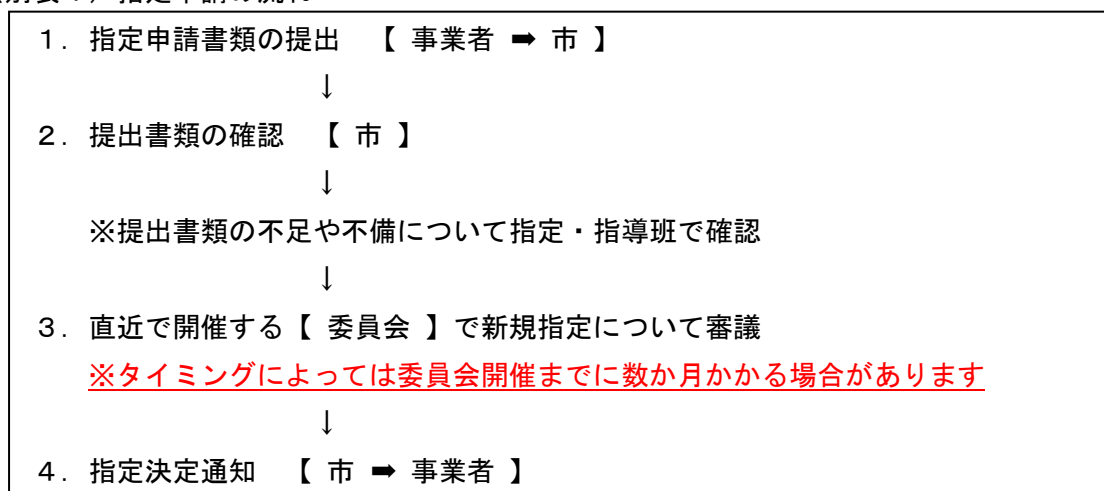 １．指定申請書類の提出　【 事業者 ➡ 市 】
↓
２．提出書類の確認　【 市 】
↓
※提出書類の不足や不備について指定・指導班で確認
↓
３．直近で開催する【 委員会 】で新規指定について審議
※タイミングによっては委員会開催までに数か月かかる場合があります
↓
４．指定決定通知　【 市 ➡ 事業者 】